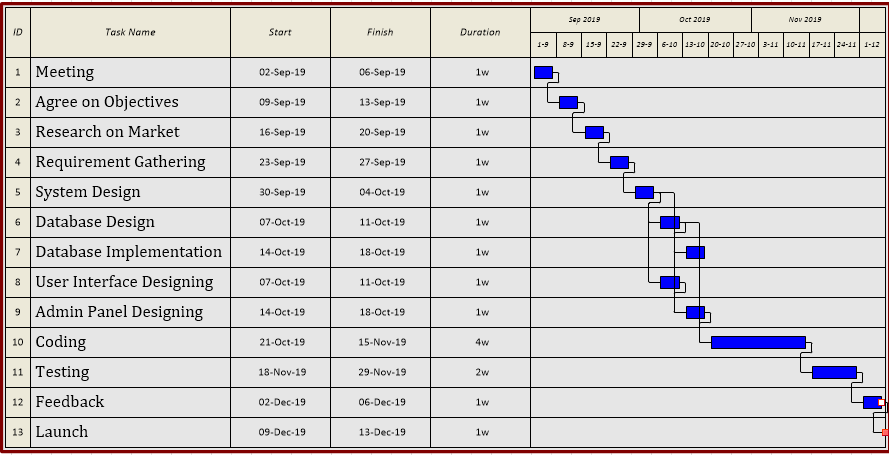 ID Task Name Start Finish Duration Sep 2019 Oct 2019 Nov 2019
1-9 8-9 15-9 22-9 29-9 6-10 13-10 20-10 27-10 3-11 10-11 17-11 24-11 1-12
1 Meeting 02-Sep-19 06-Sep-19 1w
2 Agree on Objectives 09-Sep-19 13-Sep-19 1w
3 Research on Market 16-Sep-19 20-Sep-19 1w
4 Requirement Gathering 23-Sep-19 27-Sep-19 1w
5 System Design 30-Sep-19 04-Oct-19 1w
6 Database Design 07-Oct-19 11-Oct-19 1w
7 Database Implementation 14-Oct-19 18-Oct-19 1w
8 User Interface Designing 07-Oct-19 11-Oct-19 1w
9 Admin Panel Designing 14-Oct-19 18-Oct-19 1w
10 Coding 21-Oct-19 15-Nov-19 4w
11 Testing 18-Nov-19 29-Nov-19 2w
12 Feedback 02-Dec-19 06-Dec-19 1w
13 Launch 09-Dec-19 13-Dec-19 1w